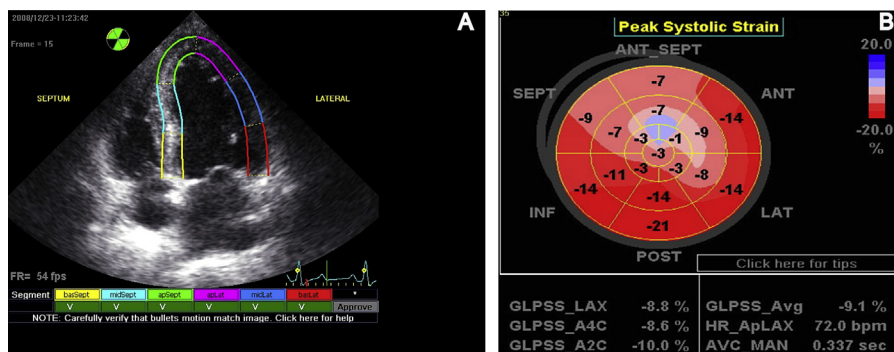 2008/12/23-11:23:42
A
Frame = 15
SEPTUM
LATERAL
FR= 54 fps
Segment basSept midSept apSept apLat midLat basLat
V V V V V V Approve
NOTE: Carefully verify that bullets motion match image. Click here for help
35
B
Peak Systolic Strain
20.0
ANT_SEPT
SEPT
ANT
-20.0
%
-7
-9 -7 -14
-7 -9
-3 -1
-3
-11 -3 -3 -8
-14 -14 -14
-21
INF
LAT
POST
Click here for tips
GLPSS_LAX -8.8 % GLPSS_Avg -9.1 %
GLPSS_A4C -8.6 % HR_ApLAX 72.0 bpm
GLPSS_A2C -10.0 % AVC_MAN 0.337 sec